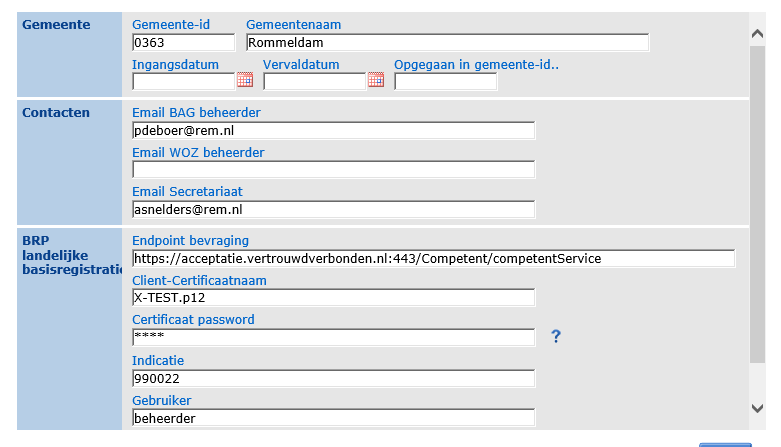 Gemeente
Gemeente-id Gemeentenaam
0363 Rommeldam
Ingangsdatum Vervaldatum Opgegaan in gemeente-id..
Contacten
Email BAG beheerder
pdeboer@rem.nl
Email WOZ beheerder
Email Secretariaat
asnelders@rem.nl
BRP
landelijke
basisregistratie
Endpoint bevraging
https://acceptatie.vertrouwdverbonden.nl:443/Competent/competentService
Client-Certificaatnaam
X-TEST.p12
Certificaat password
**** ?
Indicatie
990022
Gebruiker
beheerder